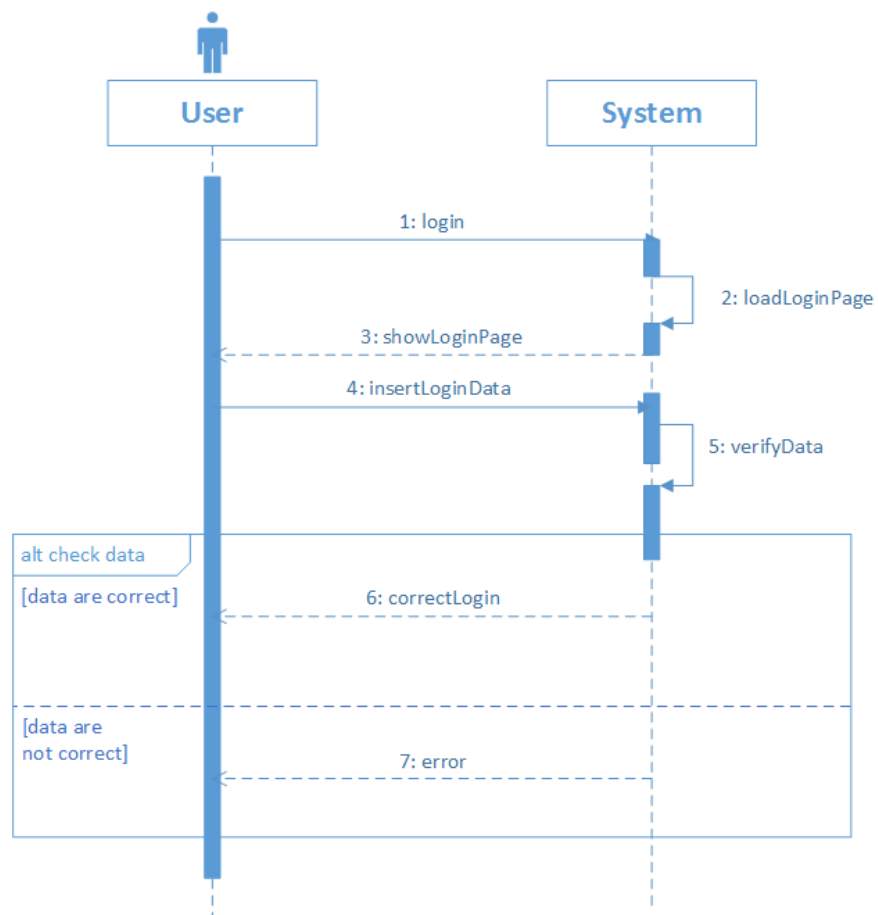 User
System
1: login
2: loadLoginPage
3: showLoginPage
4: insertLoginData
5: verifyData
alt check data
[data are correct]
6: correctLogin
[data are
not correct]
7: error